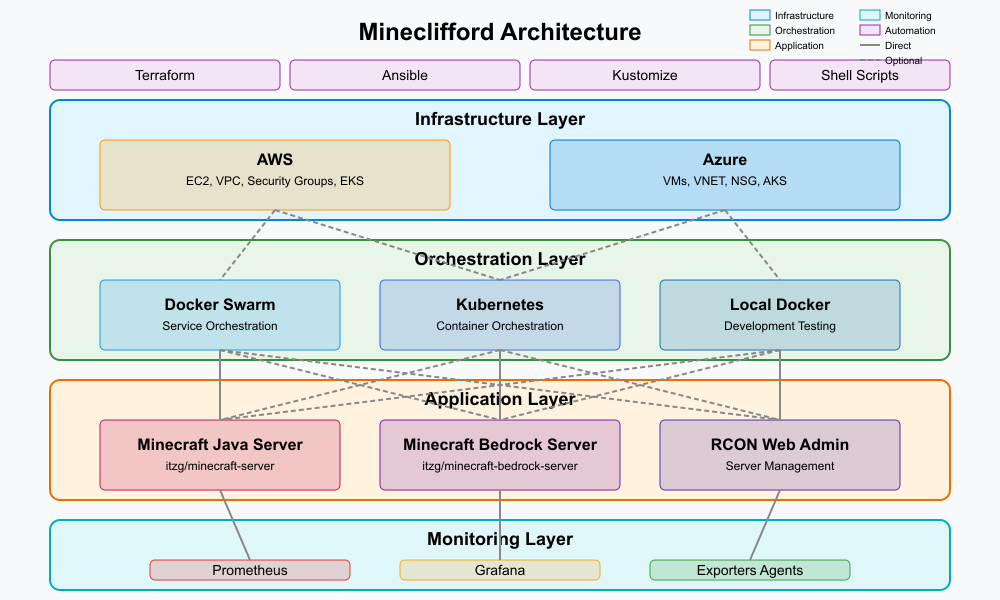 Mineclifford Architecture
Infrastructure
Orchestration
Application
Monitoring
Automation
Direct
Optional
Terraform
Ansible
Kustomize
Shell Scripts
Infrastructure Layer
AWS
EC2, VPC, Security Groups, EKS
Azure
VMs, VNET, NSG, AKS
Orchestration Layer
Docker Swarm
Service Orchestration
Kubernetes
Container Orchestration
Local Docker
Development Testing
Application Layer
Minecraft Java Server
itzg/minecraft-server
Minecraft Bedrock Server
itzg/minecraft-bedrock-server
RCON Web Admin
Server Management
Monitoring Layer
Prometheus
Grafana
Exporters Agents